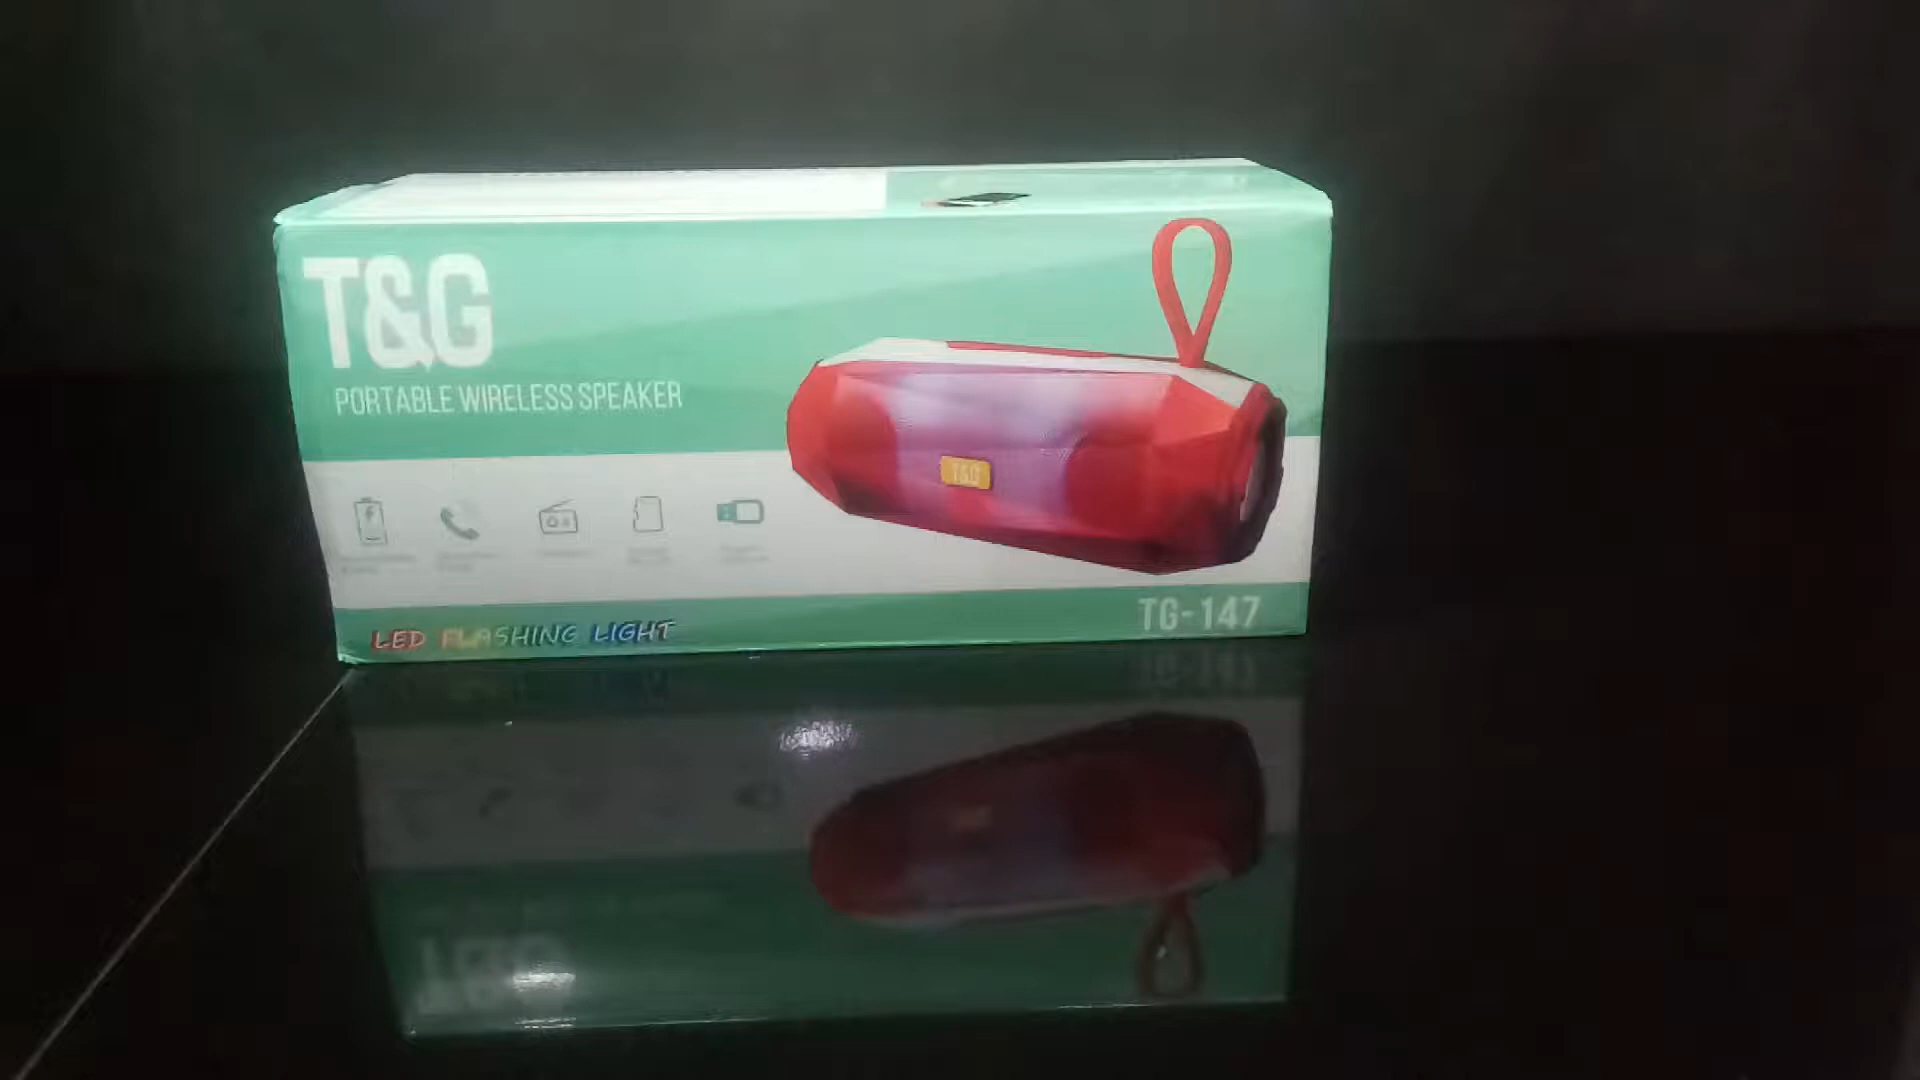 T&G
PORTABLE WIRELESS SPEAKER
T&G
LED FLASHING LIGHT
TG-147